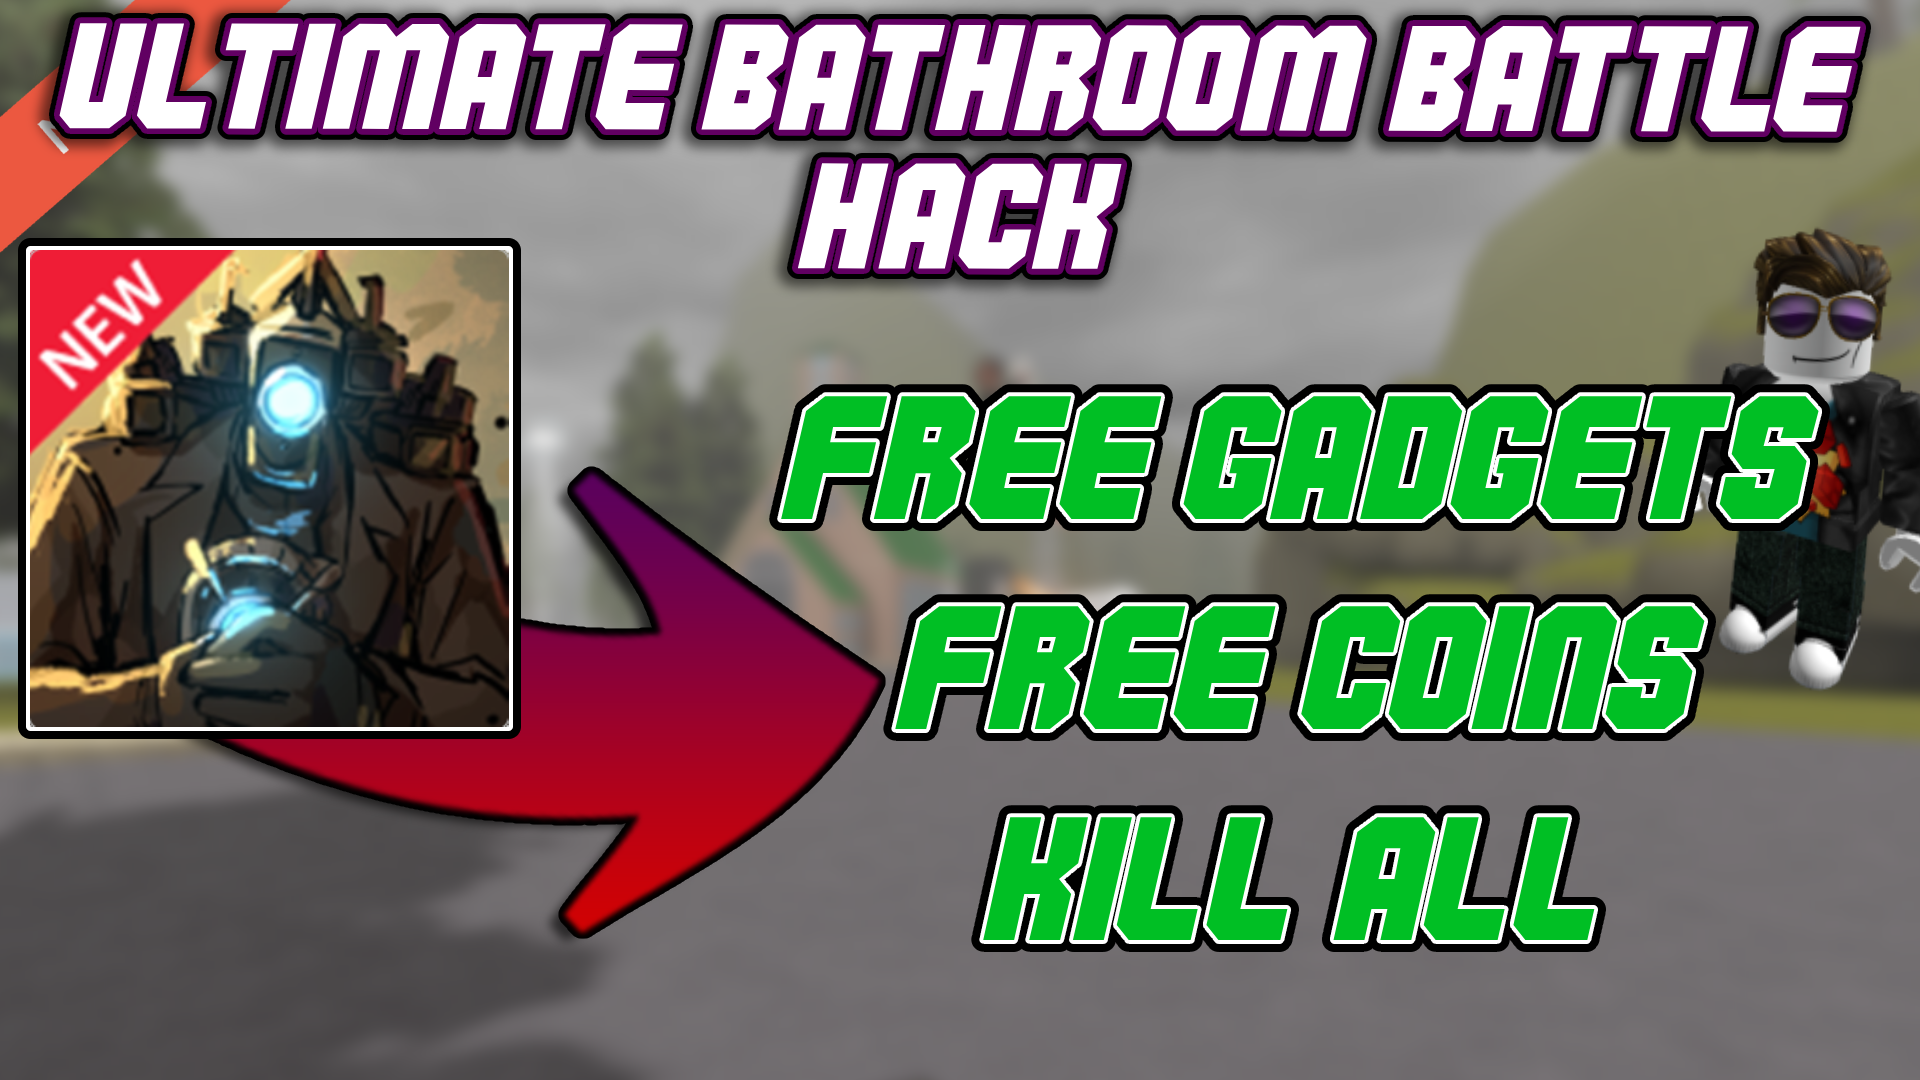 ULTIMATE BATHROOM BATTLE
HACK
NEW
FREE GADGETS
FREE COINS
KILL ALL